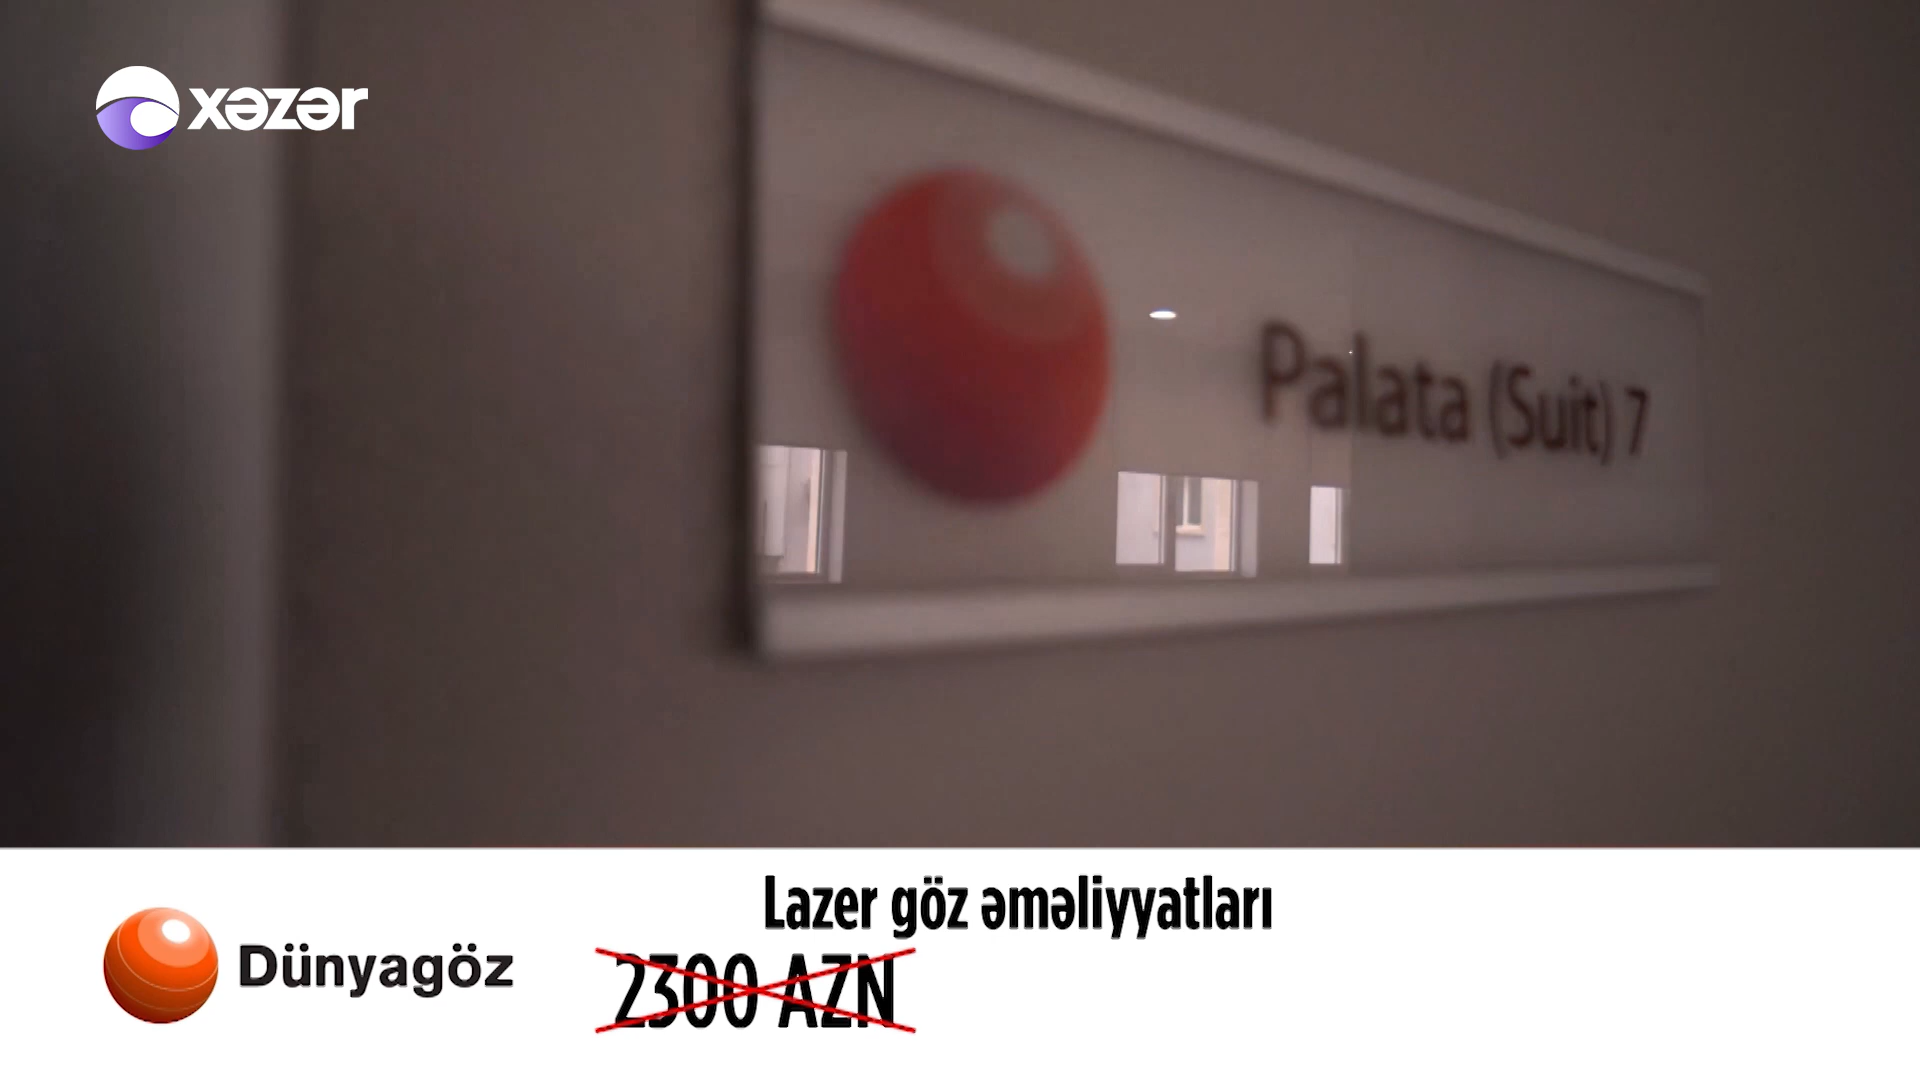 xəzər
Palata (Suit) 7
Lazer göz əməliyyatları
Dünyagöz
2300 AZN